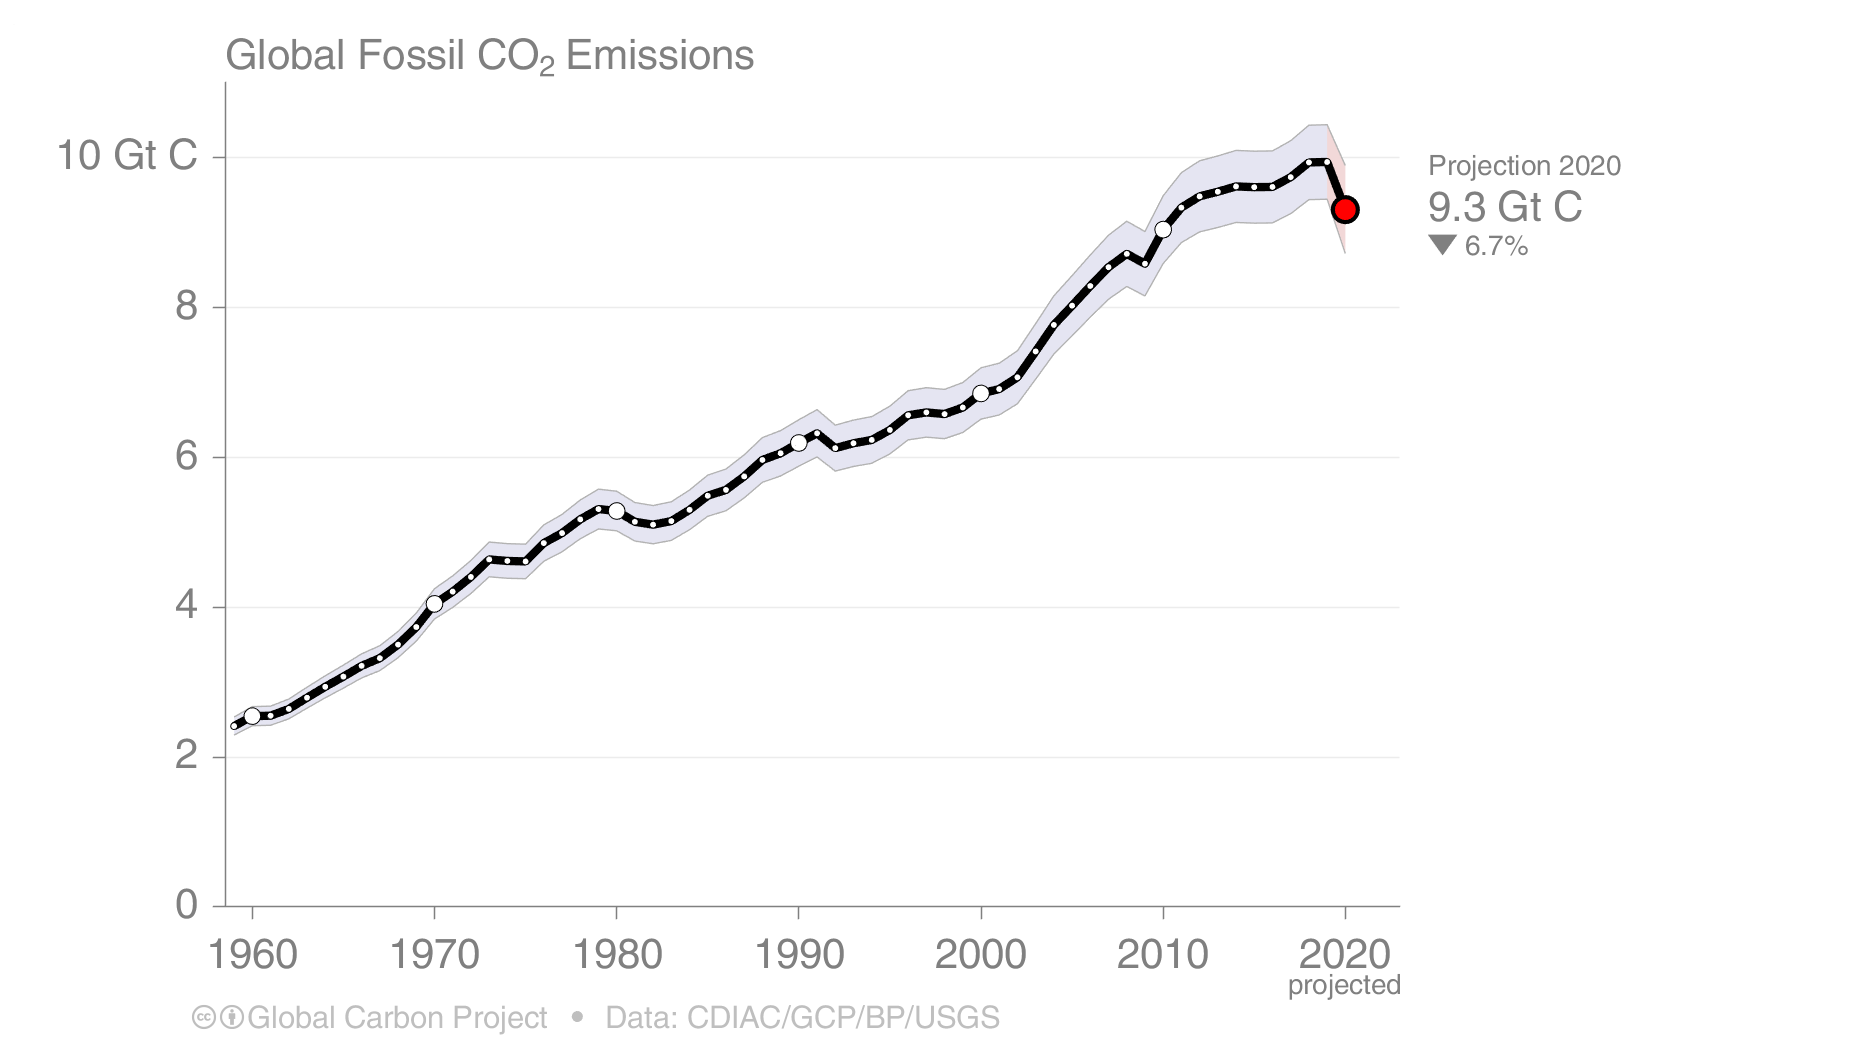 Global Fossil CO₂ Emissions
10 Gt C
8
6
4
2
0
1960 1970 1980 1990 2000 2010 2020
projected
Projection 2020
9.3 Gt C
▼ 6.7%
cc Global Carbon Project • Data: CDIAC/GCP/BP/USGS